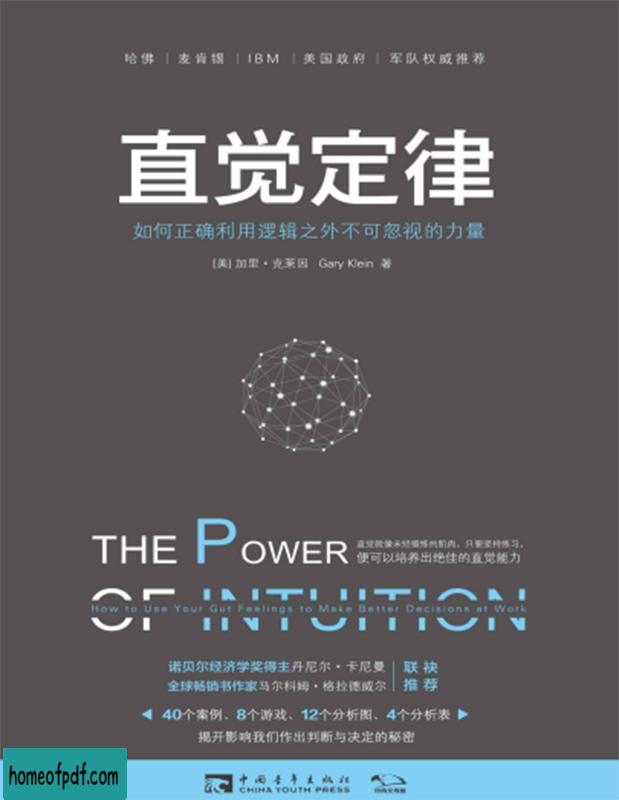 哈佛 | 麦肯锡 | IBM | 美国政府 | 军队权威推荐
直觉定律
如何正确利用逻辑之外不可忽视的力量
[美] 加里·克莱因 Gary Klein 著
THE POWER
直觉就像未经锻炼的肌肉，只要坚持练习，
便可以培养出绝佳的直觉能力
OF INTUITION
How to Use Your Gut Feelings to Make Better Decisions at Work
诺贝尔经济学奖得主丹尼尔·卡尼曼
全球畅销书作家马尔科姆·格拉德威尔
联袂
推荐
40个案例、8个游戏、12个分析图、4个分析表
揭开影响我们作出判断与决定的秘密
中国青年出版社
CHINA YOUTH PRESS
homeofpdf.com